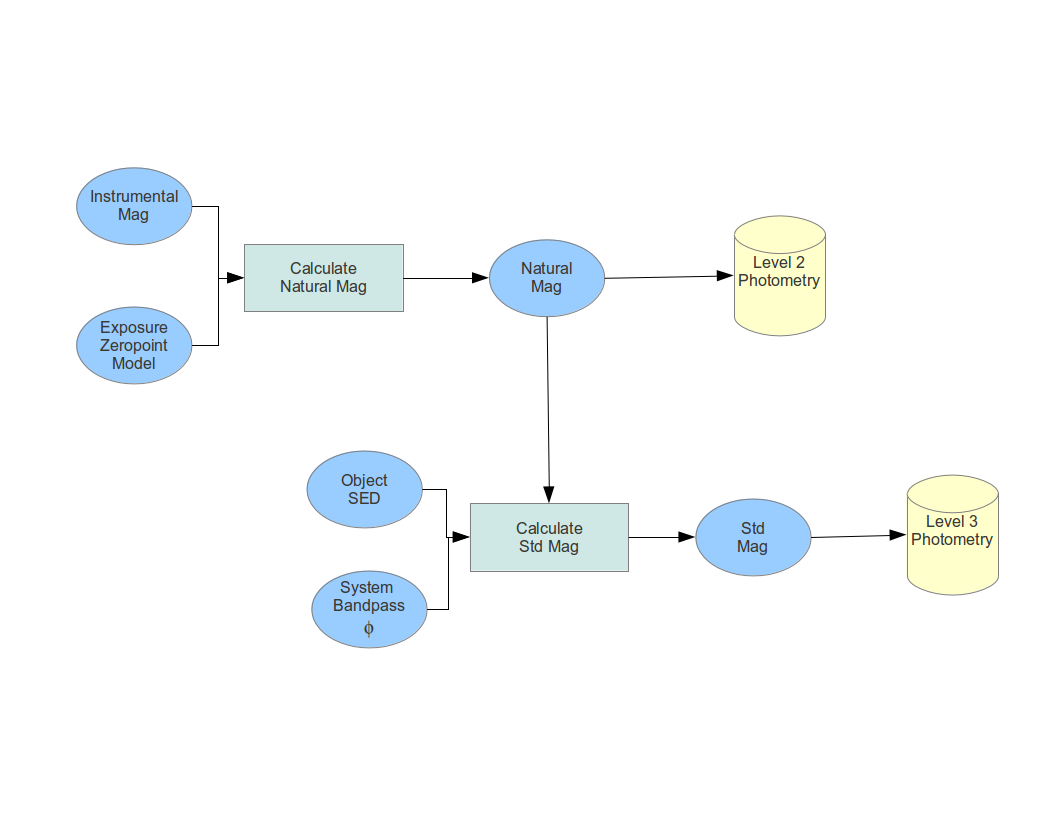 Instrumental
Mag
Calculate
Natural Mag
Natural
Mag
Level 2
Photometry
Exposure
Zeropoint
Model
Object
SED
Calculate
Std Mag
Std
Mag
Level 3
Photometry
System
Bandpass
ϕ